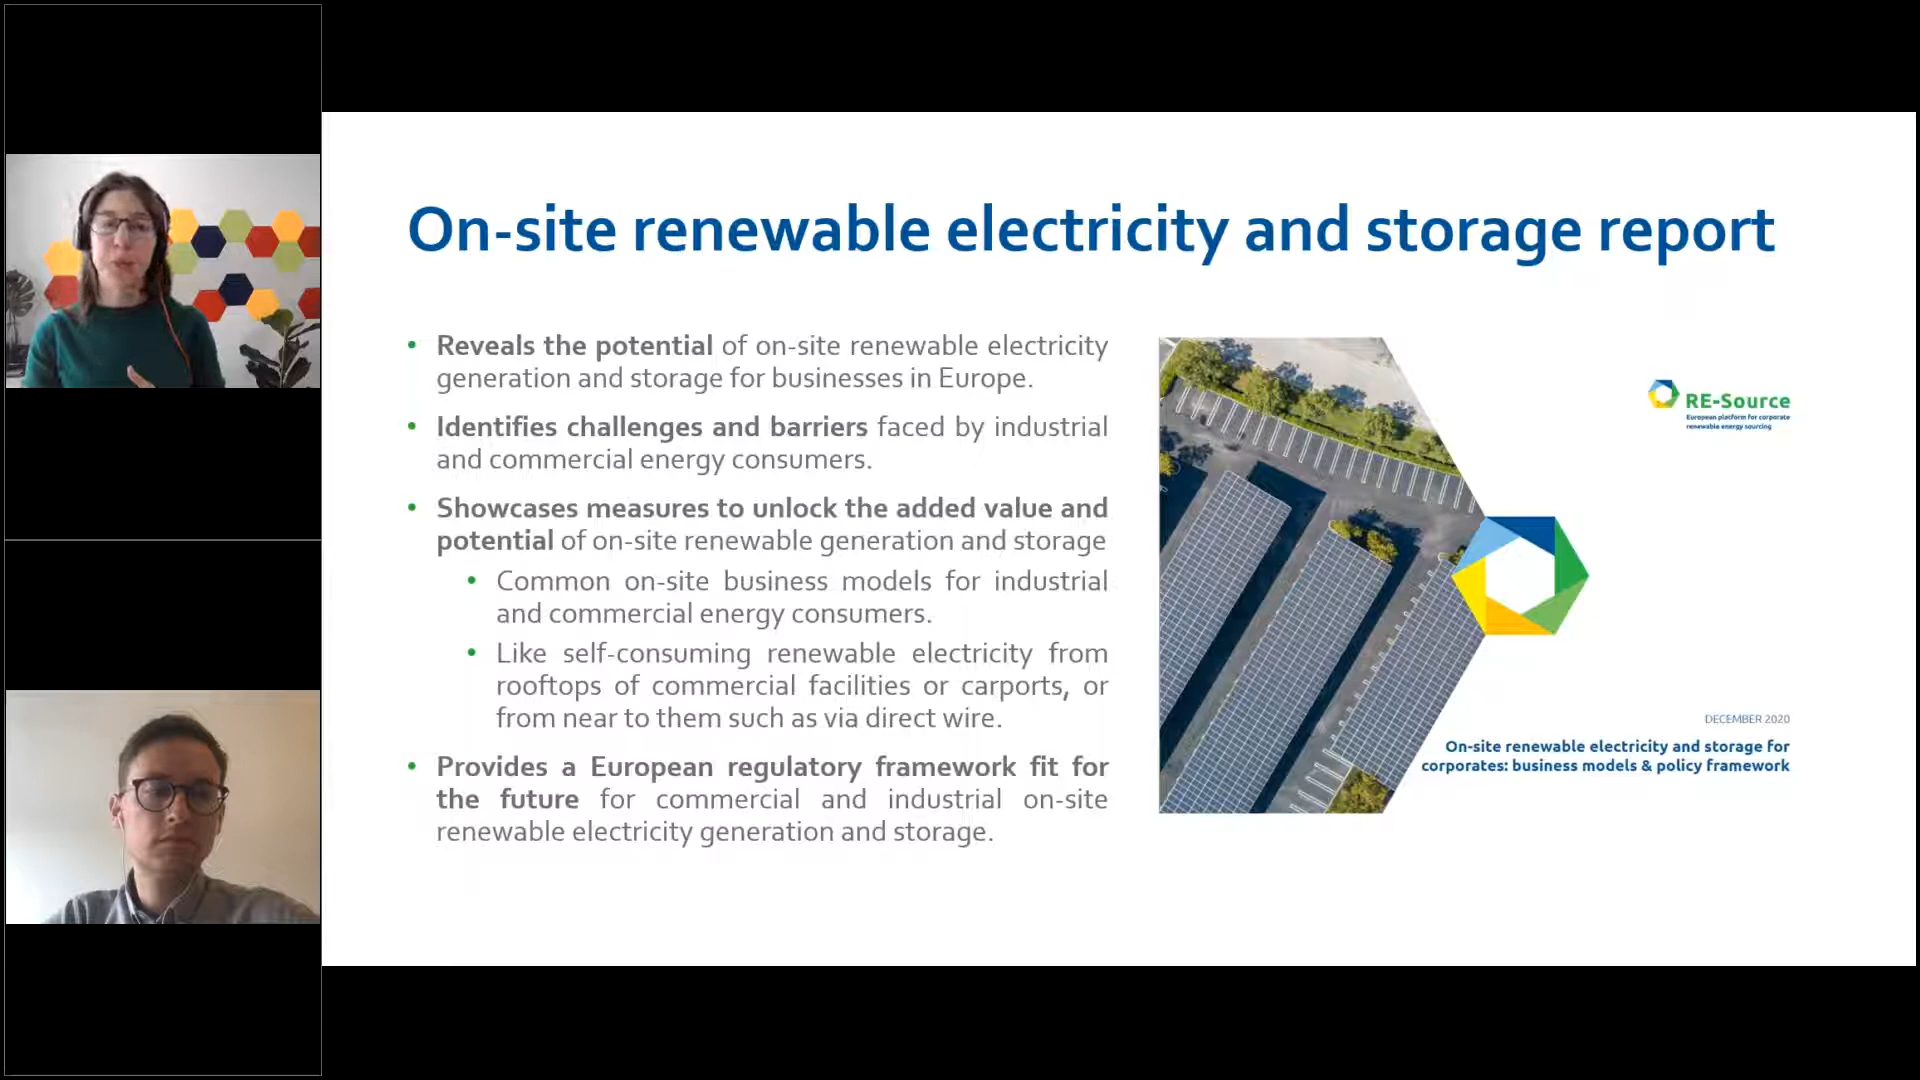 On-site renewable electricity and storage report
• Reveals the potential of on-site renewable electricity
generation and storage for businesses in Europe.
• Identifies challenges and barriers faced by industrial
and commercial energy consumers.
• Showcases measures to unlock the added value and
potential of on-site renewable generation and storage
• Common on-site business models for industrial
and commercial energy consumers.
• Like self-consuming renewable electricity from
rooftops of commercial facilities or carports, or
from near to them such as via direct wire.
• Provides a European regulatory framework fit for
the future for commercial and industrial on-site
renewable electricity generation and storage.
RE-Source
European platform for corporate
renewable energy sourcing
DECEMBER 2020
On-site renewable electricity and storage for
corporates: business models & policy framework